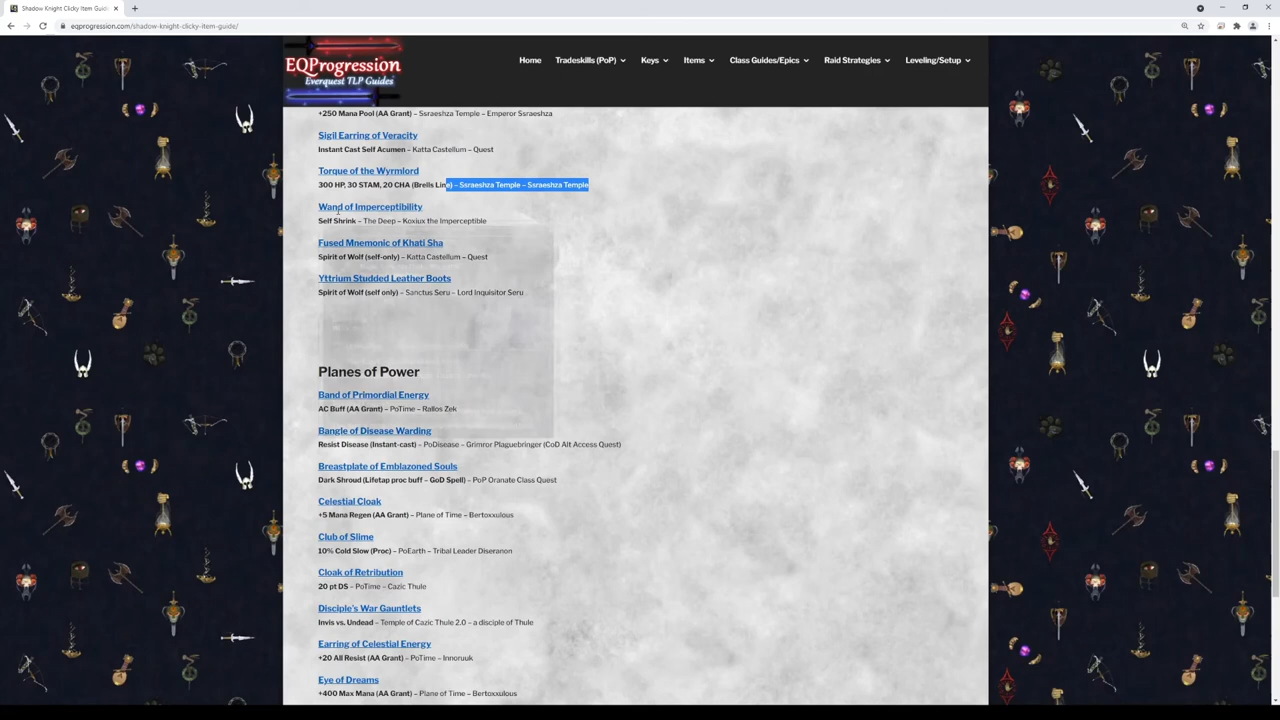 Shadow Knight Clicky Item Guide
eqprogression.com/shadow-knight-clicky-item-guide/
EQProgression
Everquest TLP Guides
Home
Tradeskills (PoP)
Keys
Items
Class Guides/Epics
Raid Strategies
Leveling/Setup
+250 Mana Pool (AA Grant) – Ssraeshza Temple – Emperor Ssraeshza
Sigil Earring of Veracity
Instant Cast Self Acumen – Katta Castellum – Quest
Torque of the Wyrmlord
300 HP, 30 STAM, 20 CHA (Brells Line) – Ssraeshza Temple – Ssraeshza Temple
Wand of Imperceptibility
Self Shrink – The Deep – Koxiux the Imperceptible
Fused Mnemonic of Khati Sha
Spirit of Wolf (self-only) – Katta Castellum – Quest
Yttrium Studded Leather Boots
Spirit of Wolf (self only) – Sanctus Seru – Lord Inquisitor Seru
Planes of Power
Band of Primordial Energy
AC Buff (AA Grant) – PoTime – Rallos Zek
Bangle of Disease Warding
Resist Disease (Instant-cast) – PoDisease – Grimror Plaguebringer (CoD Alt Access Quest)
Breastplate of Emblazoned Souls
Dark Shroud (Lifetap proc buff – GoD Spell) – PoP Oranate Class Quest
Celestial Cloak
+5 Mana Regen (AA Grant) – Plane of Time – Bertoxxulous
Club of Slime
10% Cold Slow (Proc) – PoEarth – Tribal Leader Diseranon
Cloak of Retribution
20 pt DS – PoTime – Cazic Thule
Disciple's War Gauntlets
Invis vs. Undead – Temple of Cazic Thule 2.0 – a disciple of Thule
Earring of Celestial Energy
+20 All Resist (AA Grant) – PoTime – Innoruuk
Eye of Dreams
+400 Max Mana (AA Grant) – Plane of Time – Bertoxxulous